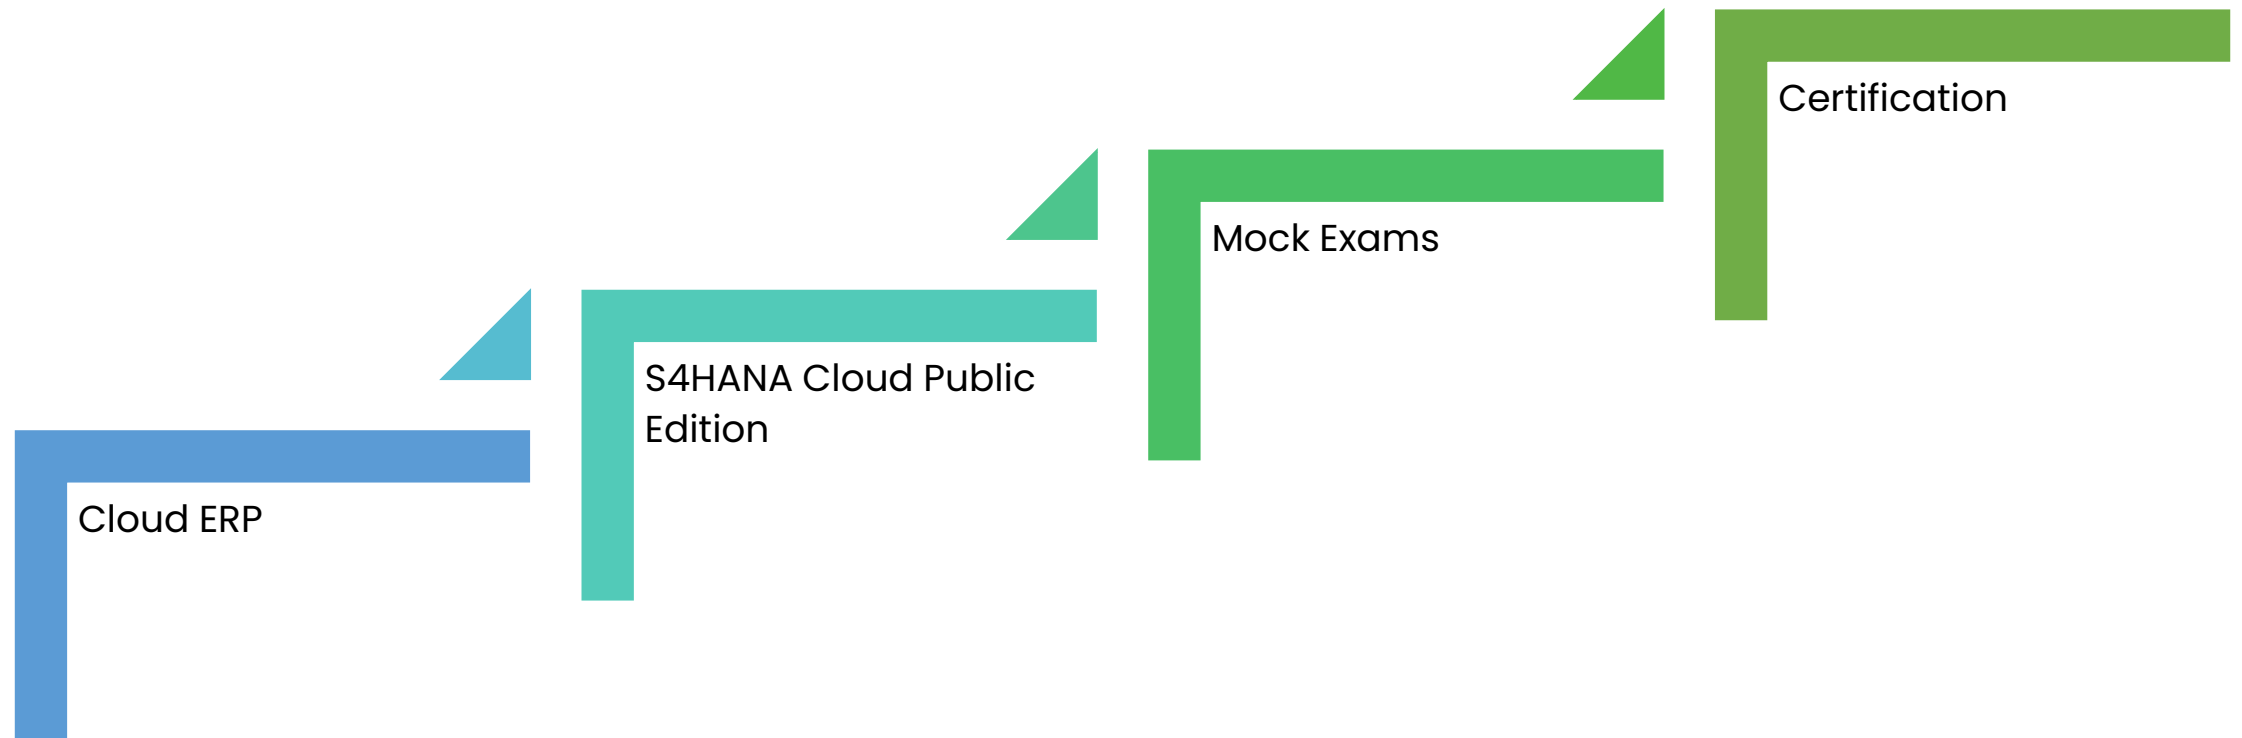 Certification
Mock Exams
S4HANA Cloud Public
Edition
Cloud ERP